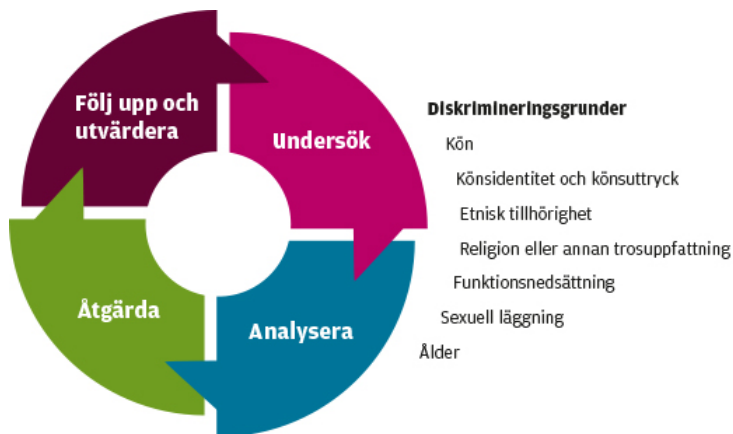 Följ upp och
utvärdera
Undersök
Analysera
Åtgärda
Diskrimineringsgrunder
Kön
Könsidentitet och könsuttryck
Etnisk tillhörighet
Religion eller annan trosuppfattning
Funktionsnedsättning
Sexuell läggning
Ålder